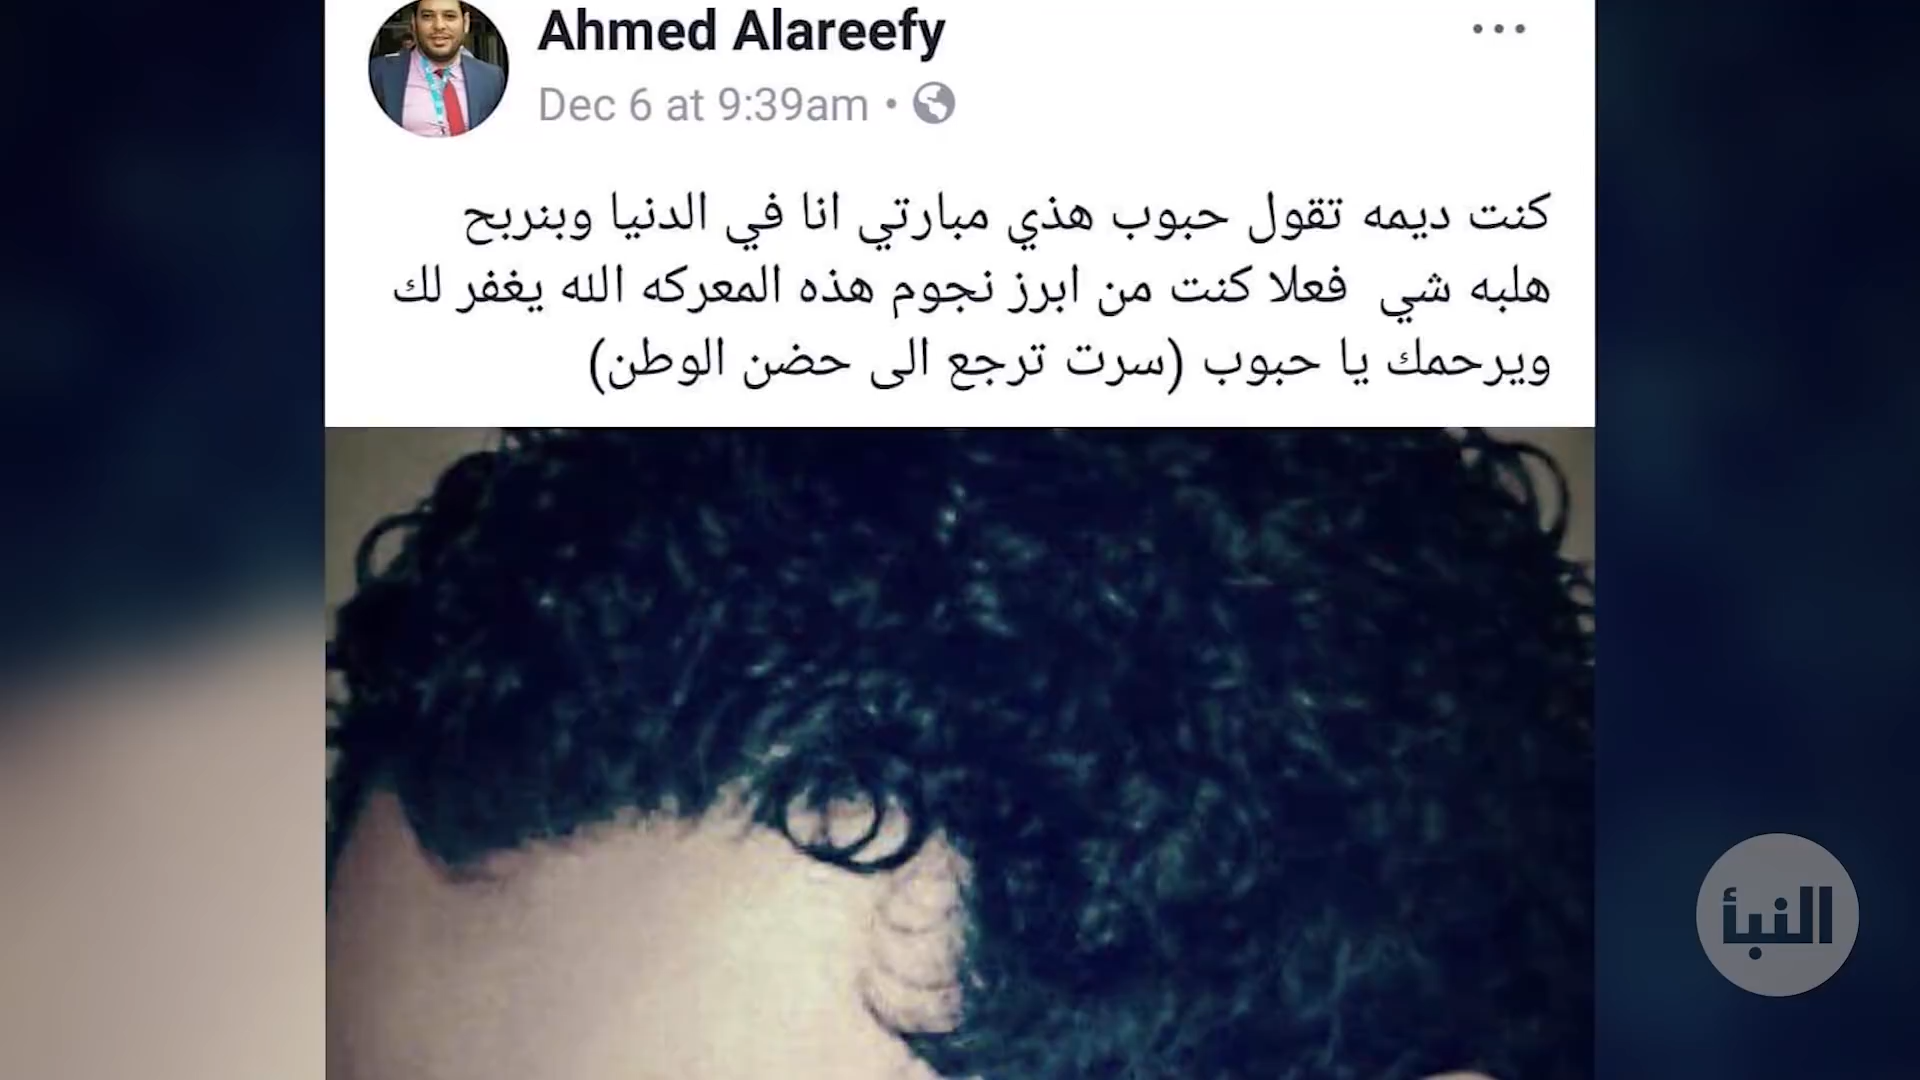 Ahmed Alareefy
Dec 6 at 9:39am
كنت ديمه تقول حبوب هذي مبارتي انا في الدنيا وبنربح
هلبه شي فعلا كنت من ابرز نجوم هذه المعركه الله يغفر لك
ويرحمك يا حبوب (سرت ترجع الى حضن الوطن)
النبأ